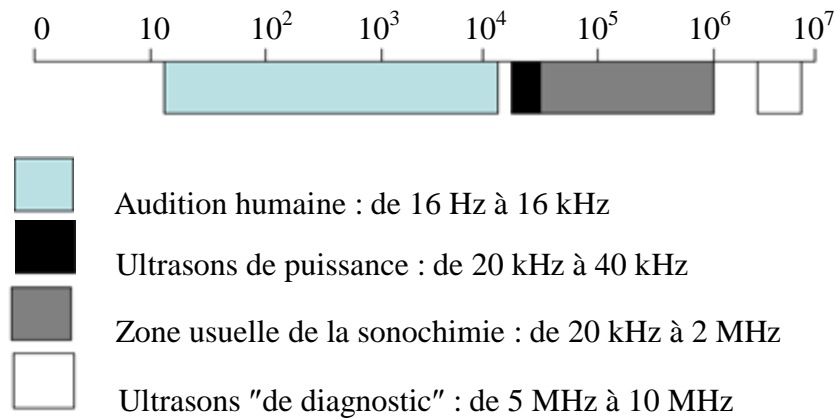 0 10 10² 10³ 10⁴ 10⁵ 10⁶ 10⁷
Audition humaine : de 16 Hz à 16 kHz
Ultrasons de puissance : de 20 kHz à 40 kHz
Zone usuelle de la sonochimie : de 20 kHz à 2 MHz
Ultrasons ″de diagnostic″ : de 5 MHz à 10 MHz